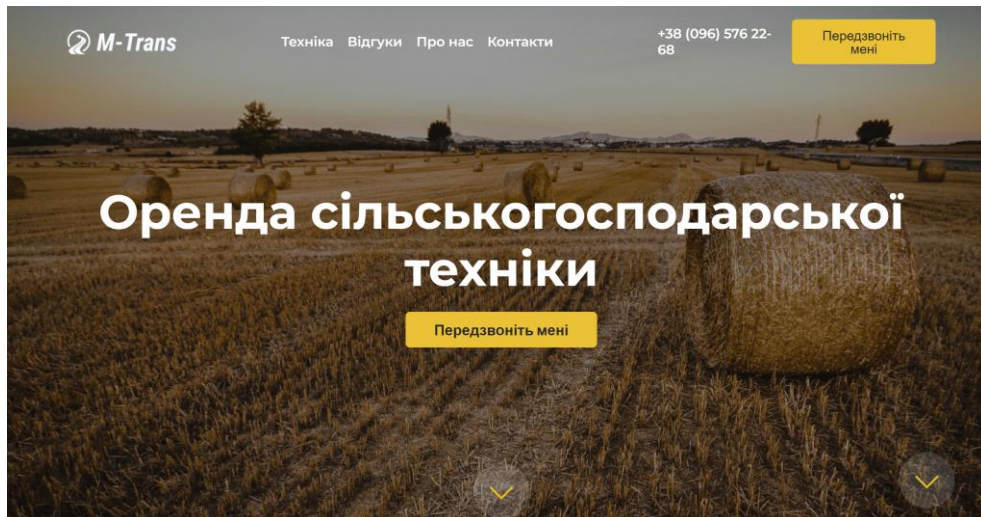 M-Trans
Техніка Відгуки Про нас Контакти
+38 (096) 576 22-
68
Передзвоніть
мені
Оренда сільськогосподарської
техніки
Передзвоніть мені